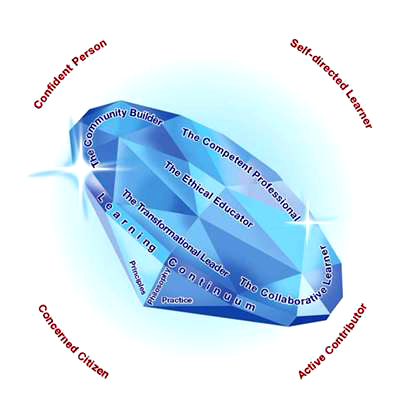 Confident Person
Self-directed Learner
The Community Builder
The Competent Professional
The Ethical Educator
The Transformational Leader
The Collaborative Learner
Learning Continuum
Principles
Philosophy
Practice
Concerned Citizen
Active Contributor